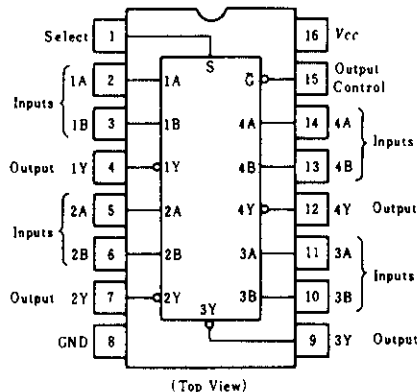 Select 1 S 16 Vcc
1A 2 1A Ḡ 15 Output Control
Inputs
1B 3 1B 4A 14 4A
Inputs
Output 1Y 4 1Y 4B 13 4B
2A 5 2A 4Y 12 4Y Output
Inputs
2B 6 2B 3A 11 3A
Inputs
Output 2Y 7 2Y 3B 10 3B
3Y
GND 8 9 3Y Output
(Top View)